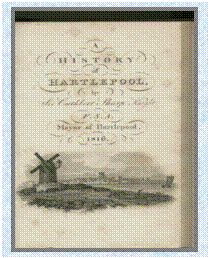 A
HISTORY
of
HARTLEPOOL,
by
Sir Cuthbert Sharp, Knight,
F.S.A.
Mayor of Hartlepool.
1816.